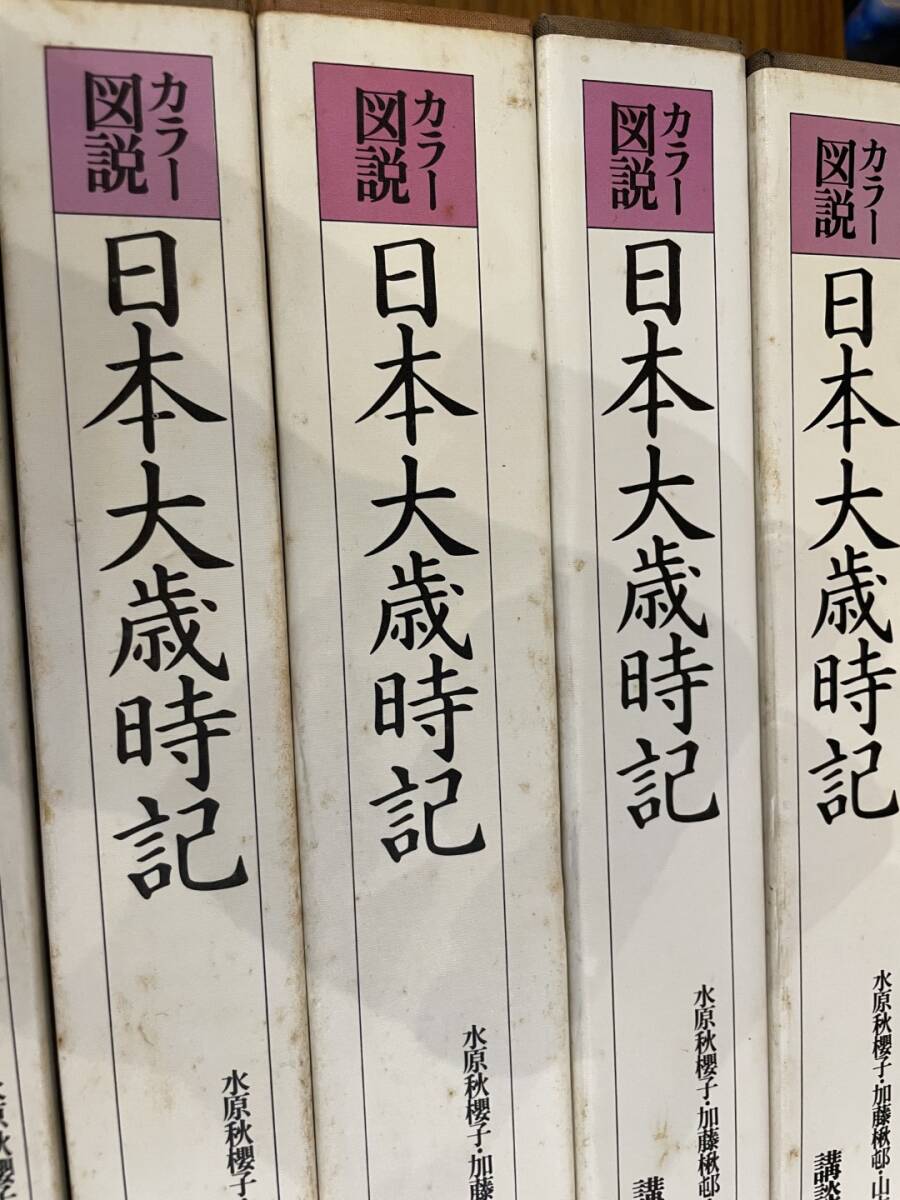 カラー
図説
日本大歳時記
水原秋櫻子・
カラー
図説
日本大歳時記
水原秋櫻子・加藤
カラー
図説
日本大歳時記
水原秋櫻子・加藤楸邨・
講
カラー
図説
日本大歳時記
水原秋櫻子・加藤楸邨・山
講談